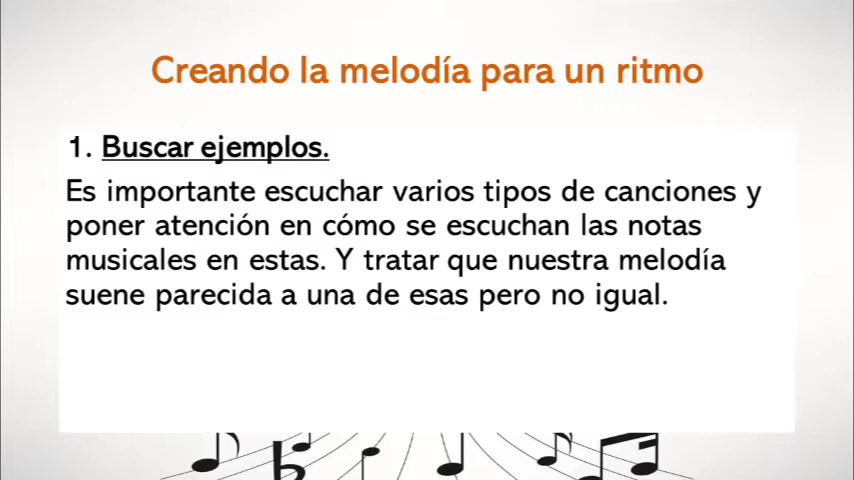 Creando la melodía para un ritmo
1. Buscar ejemplos.
Es importante escuchar varios tipos de canciones y
poner atención en cómo se escuchan las notas
musicales en estas. Y tratar que nuestra melodía
suene parecida a una de esas pero no igual.